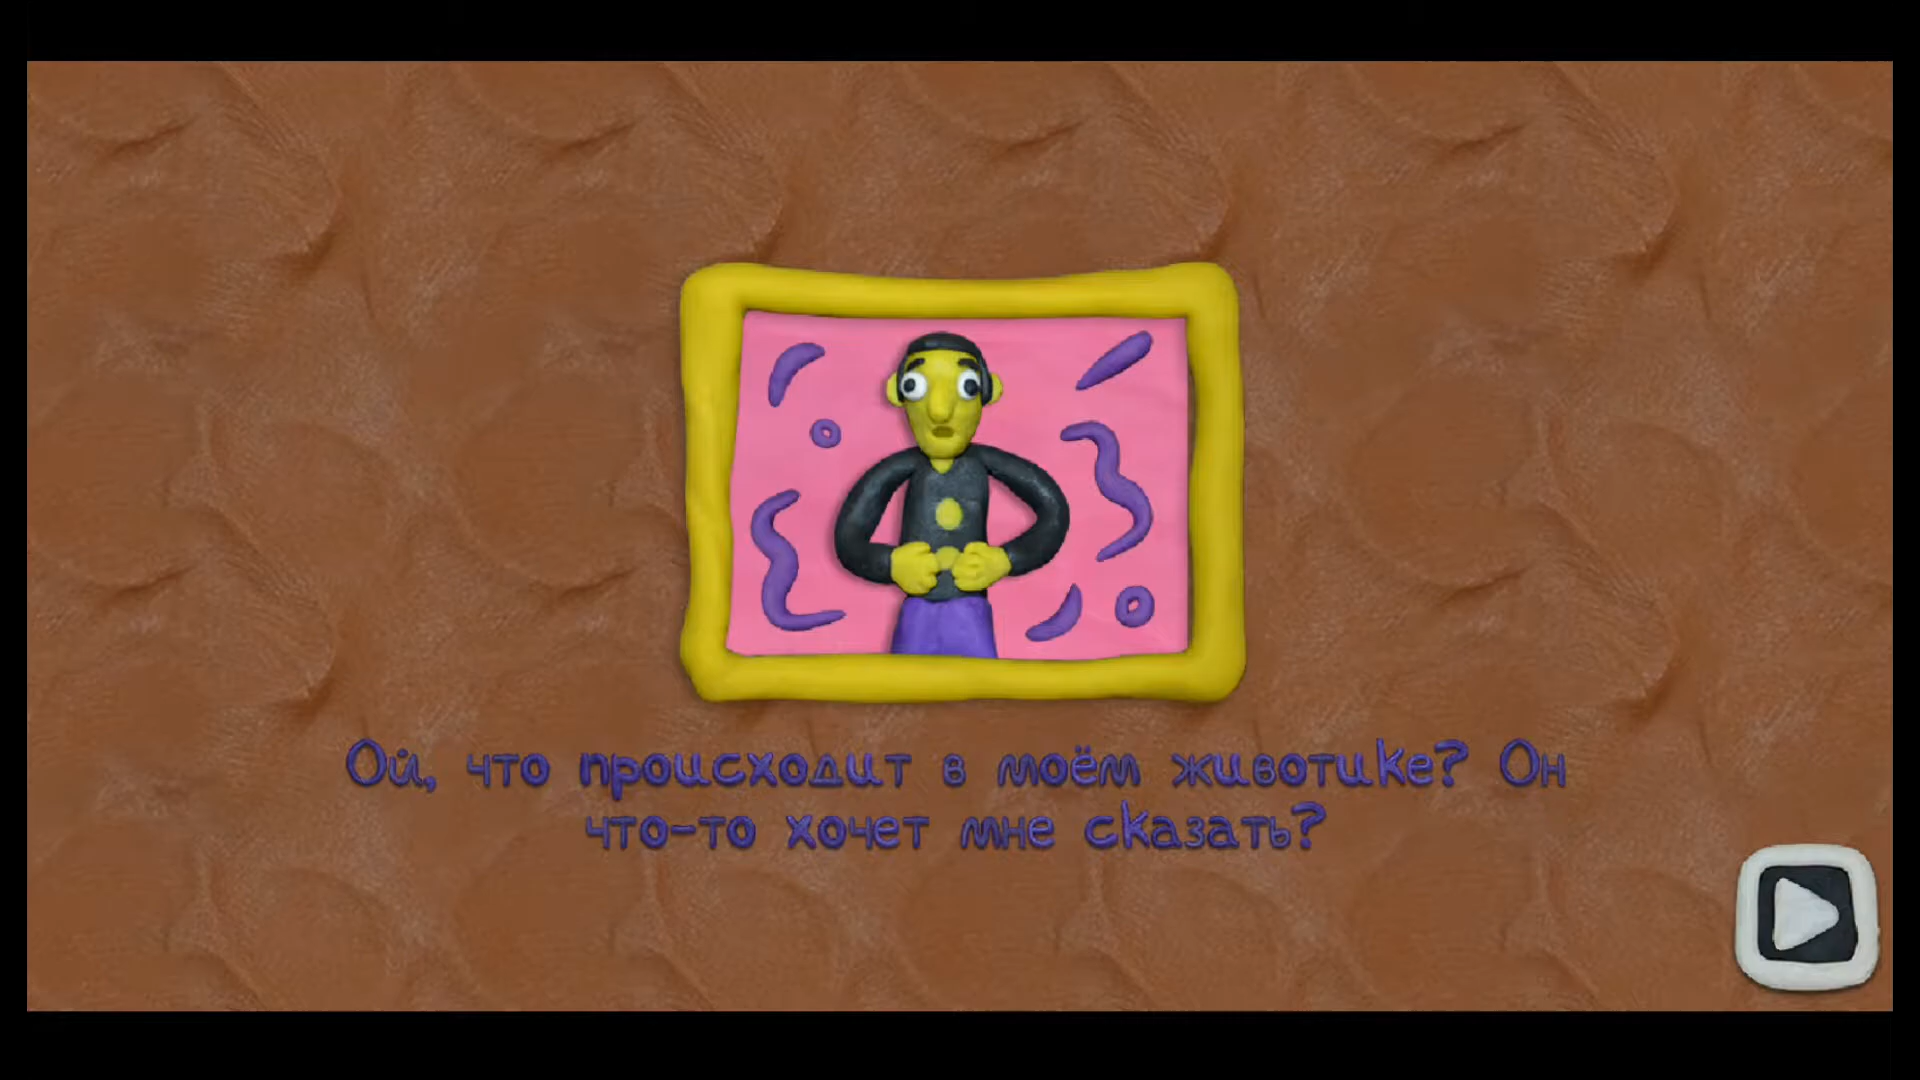 Ой, что происходит в моём животике? Он
что-то хочет мне сказать?